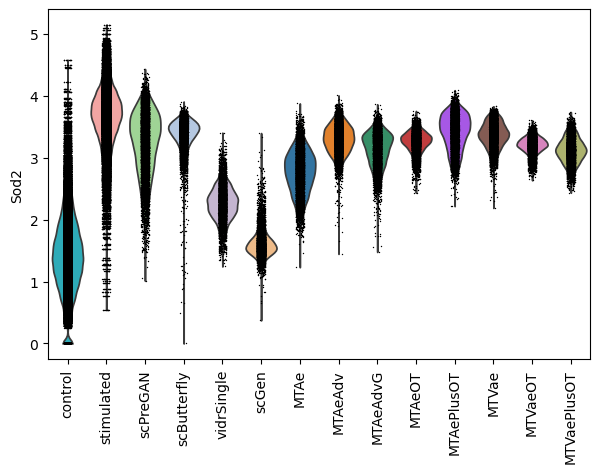 5
4
3
2
1
0
Sod2
control
stimulated
scPreGAN
scButterfly
vidrSingle
scGen
MTAe
MTAeAdv
MTAeAdvG
MTAeOT
MTAePlusOT
MTVae
MTVaeOT
MTVaePlusOT